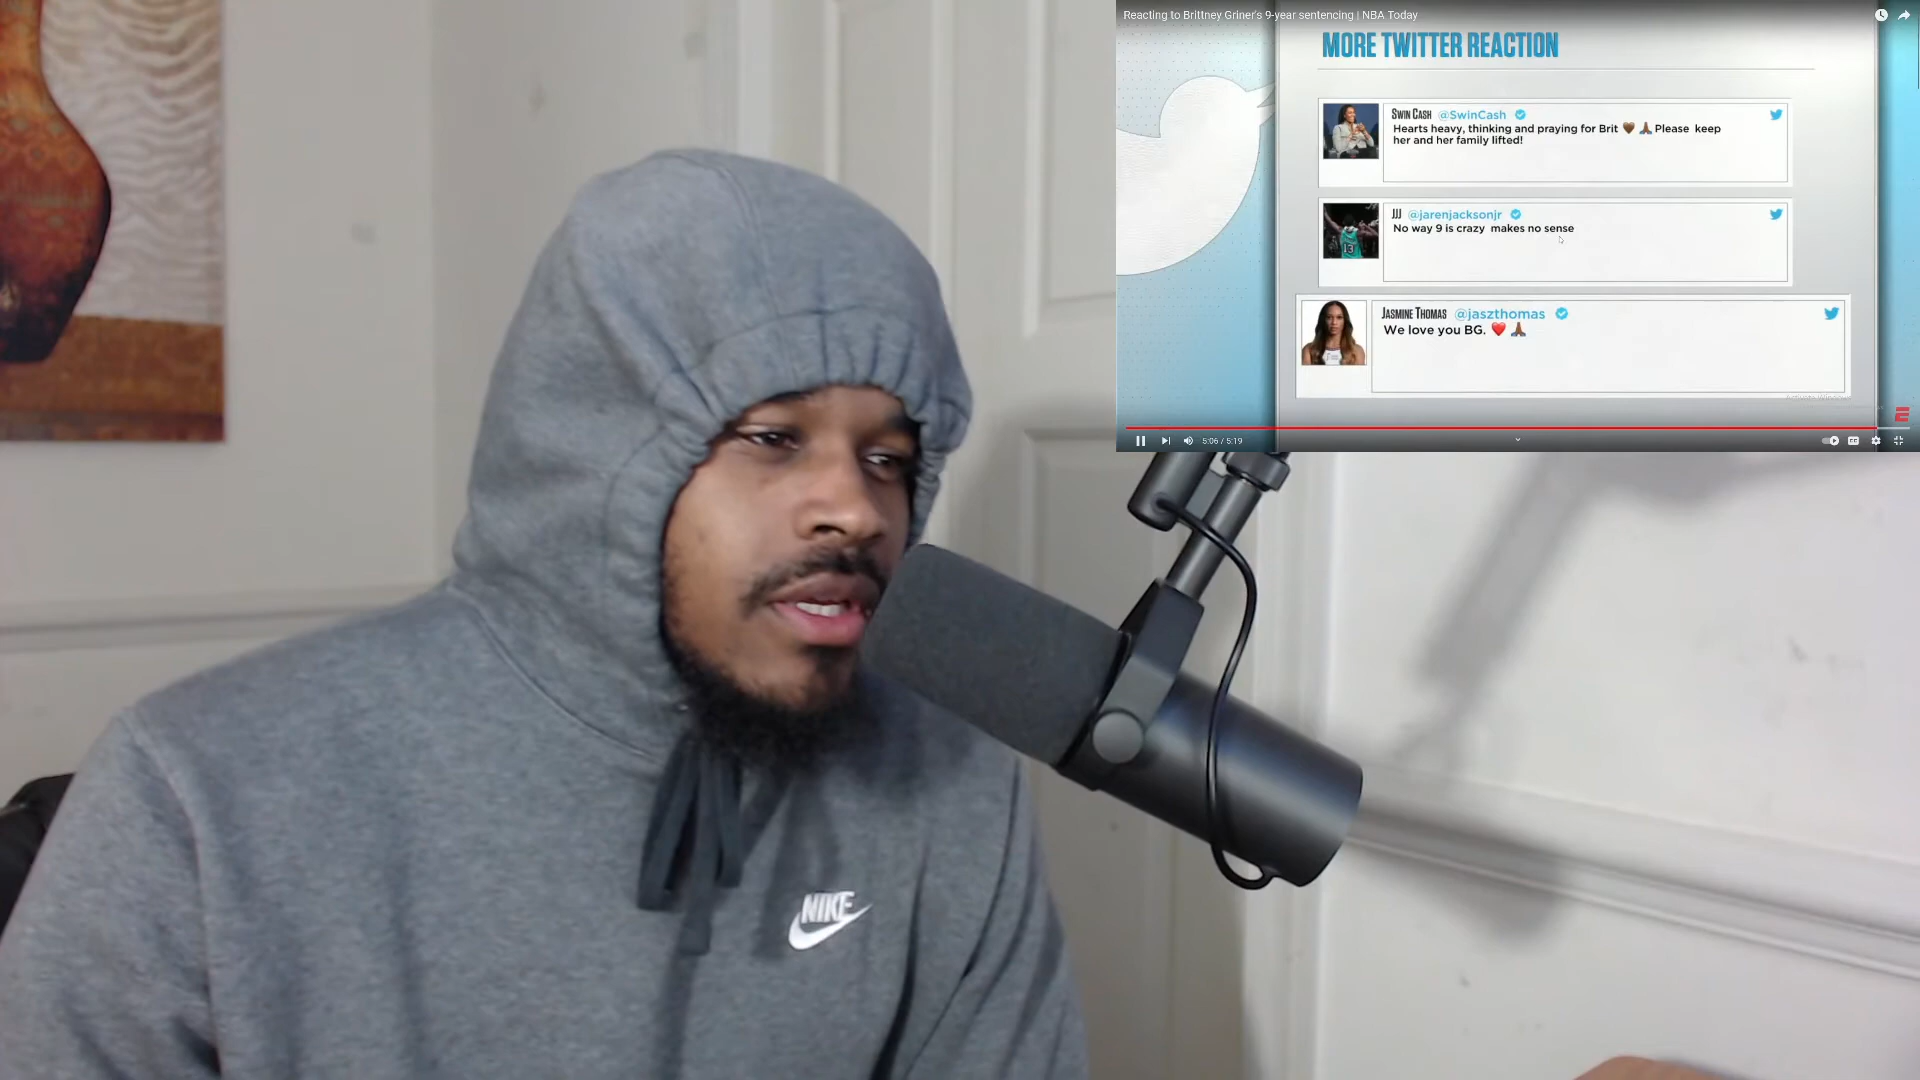 Reacting to Brittney Griner's 9-year sentencing | NBA Today
MORE TWITTER REACTION
SWIN CASH @SwinCash
Hearts heavy, thinking and praying for Brit 🤎 🙏🏾 Please keep
her and her family lifted!
JJJ @jarenjacksonjr
No way 9 is crazy makes no sense
13
JASMINE THOMAS @jaszthomas
We love you BG. ❤️ 🙏🏾
5:06 / 5:19
CC
NIKE